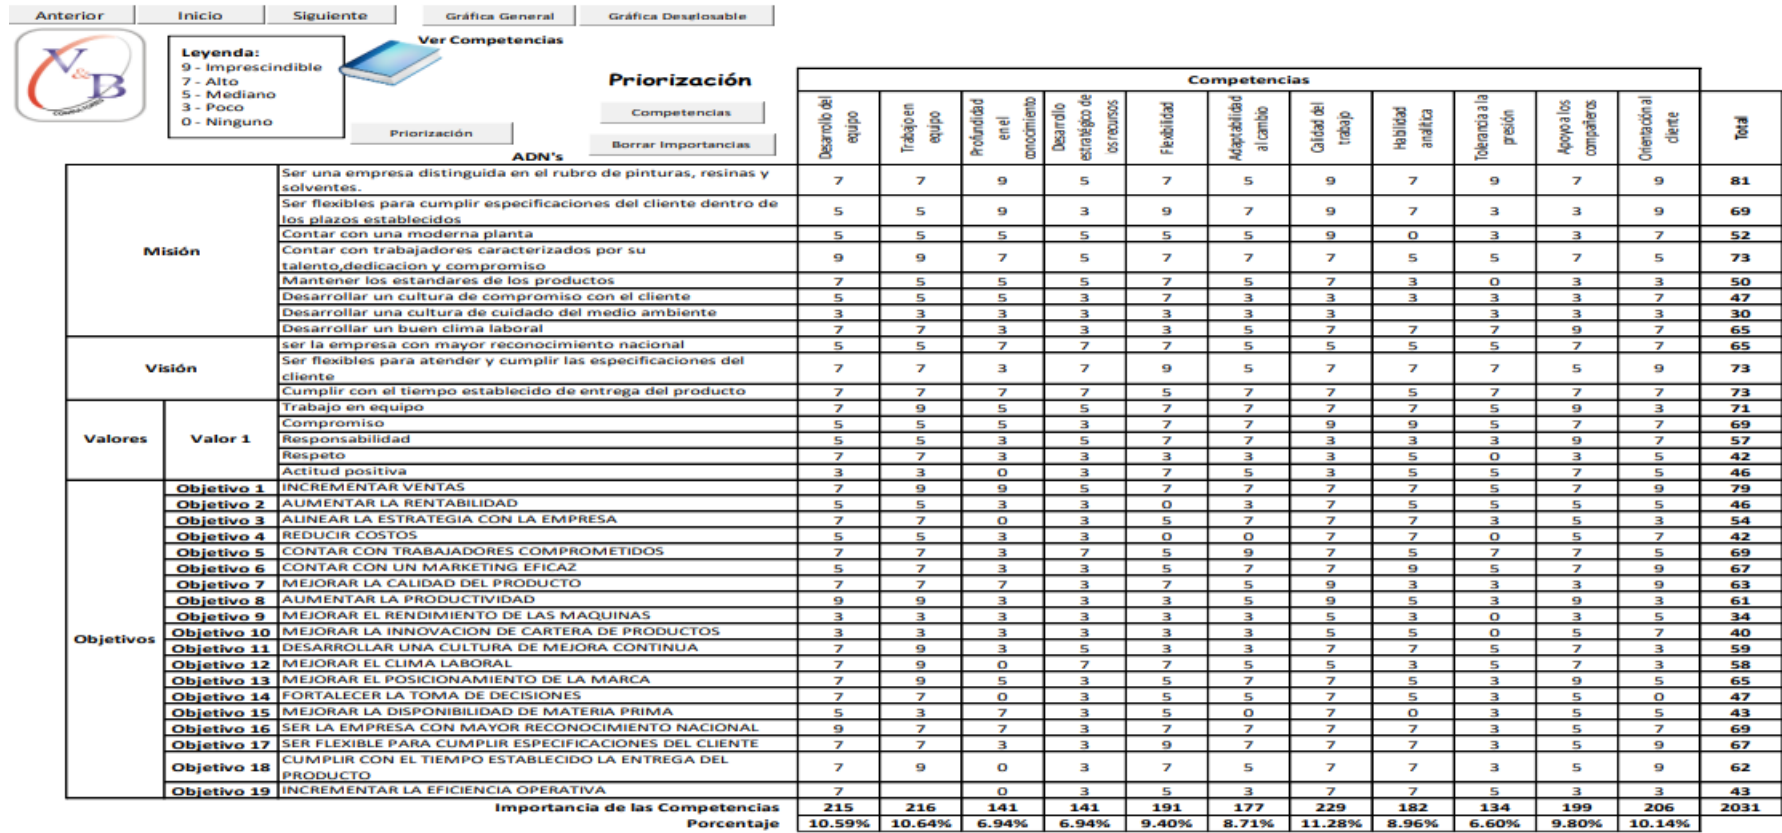 Anterior Inicio Siguiente Gráfica General Gráfica Desglosable
Ver Competencias
V&B
CONSULTORES
Leyenda:
9 - Imprescindible
7 - Alto
5 - Mediano
3 - Poco
0 - Ninguno
Priorización
Competencias
Priorización
Borrar Importancias
ADN's
Competencias
Desarrollo del equipo
Trabajo en equipo
Profundidad en el conocimiento
Desarrollo estratégico de os recursos
Flexibilidad
Adaptabilidad al cambio
Calidad del trabajo
Habilidad analítica
Tolerancia a la presión
Apoyo a los compañeros
Orientación al cliente
Total
Misión
Ser una empresa distinguida en el rubro de pinturas, resinas y
solventes.
7 7 9 5 7 5 9 7 9 7 9 81
Ser flexibles para cumplir especificaciones del cliente dentro de
los plazos establecidos
5 5 9 3 9 7 9 7 3 3 9 69
Contar con una moderna planta 5 5 5 5 5 5 9 0 3 3 7 52
Contar con trabajadores caracterizados por su
talento,dedicacion y compromiso
9 9 7 5 7 7 7 5 5 7 5 73
Mantener los estandares de los productos 7 5 5 5 7 5 7 3 0 3 3 50
Desarrollar un cultura de compromiso con el cliente 5 5 5 3 7 3 3 3 3 3 7 47
Desarrollar una cultura de cuidado del medio ambiente 3 3 3 3 3 3 3 3 3 3 30
Desarrollar un buen clima laboral 7 7 3 3 3 5 7 7 7 9 7 65
Visión
ser la empresa con mayor reconocimiento nacional 5 5 7 7 7 5 5 5 5 7 7 65
Ser flexibles para atender y cumplir las especificaciones del
cliente
7 7 3 7 9 5 7 7 7 5 9 73
Cumplir con el tiempo establecido de entrega del producto 7 7 7 7 5 7 7 5 7 7 7 73
Valores Valor 1
Trabajo en equipo 7 9 5 5 7 7 7 7 5 9 3 71
Compromiso 5 5 5 3 7 7 9 9 5 7 7 69
Responsabilidad 5 5 3 5 7 7 3 3 3 9 7 57
Respeto 7 7 3 3 3 3 3 5 0 3 5 42
Actitud positiva 3 3 0 3 7 5 3 5 5 7 5 46
Objetivos
Objetivo 1 INCREMENTAR VENTAS 7 9 9 5 7 7 7 7 5 7 9 79
Objetivo 2 AUMENTAR LA RENTABILIDAD 5 5 3 3 0 3 7 5 5 5 5 46
Objetivo 3 ALINEAR LA ESTRATEGIA CON LA EMPRESA 7 7 0 3 5 7 7 7 3 5 3 54
Objetivo 4 REDUCIR COSTOS 5 5 3 3 0 0 7 7 0 5 7 42
Objetivo 5 CONTAR CON TRABAJADORES COMPROMETIDOS 7 7 3 7 5 9 7 5 7 7 5 69
Objetivo 6 CONTAR CON UN MARKETING EFICAZ 5 7 3 3 5 7 7 9 5 7 9 67
Objetivo 7 MEJORAR LA CALIDAD DEL PRODUCTO 7 7 7 3 7 5 9 3 3 3 9 63
Objetivo 8 AUMENTAR LA PRODUCTIVIDAD 9 9 3 3 3 5 9 5 3 9 3 61
Objetivo 9 MEJORAR EL RENDIMIENTO DE LAS MAQUINAS 3 3 3 3 3 3 5 3 0 3 5 34
Objetivo 10 MEJORAR LA INNOVACION DE CARTERA DE PRODUCTOS 3 3 3 3 3 3 5 5 0 5 7 40
Objetivo 11 DESARROLLAR UNA CULTURA DE MEJORA CONTINUA 7 9 3 5 3 3 7 7 5 7 3 59
Objetivo 12 MEJORAR EL CLIMA LABORAL 7 9 0 7 7 5 5 3 5 7 3 58
Objetivo 13 MEJORAR EL POSICIONAMIENTO DE LA MARCA 7 9 5 3 5 7 7 5 3 9 5 65
Objetivo 14 FORTALECER LA TOMA DE DECISIONES 7 7 0 3 5 5 7 5 3 5 0 47
Objetivo 15 MEJORAR LA DISPONIBILIDAD DE MATERIA PRIMA 5 3 7 3 5 0 7 0 3 5 5 43
Objetivo 16 SER LA EMPRESA CON MAYOR RECONOCIMIENTO NACIONAL 9 7 7 3 7 7 7 7 3 5 7 69
Objetivo 17 SER FLEXIBLE PARA CUMPLIR ESPECIFICACIONES DEL CLIENTE 7 7 3 3 9 7 7 7 3 5 9 67
Objetivo 18 CUMPLIR CON EL TIEMPO ESTABLECIDO LA ENTREGA DEL
PRODUCTO
7 9 0 3 7 5 7 7 3 5 9 62
Objetivo 19 INCREMENTAR LA EFICIENCIA OPERATIVA 7 0 3 5 3 7 7 5 3 3 43
Importancia de las Competencias 215 216 141 141 191 177 229 182 134 199 206 2031
Porcentaje 10.59% 10.64% 6.94% 6.94% 9.40% 8.71% 11.28% 8.96% 6.60% 9.80% 10.14%